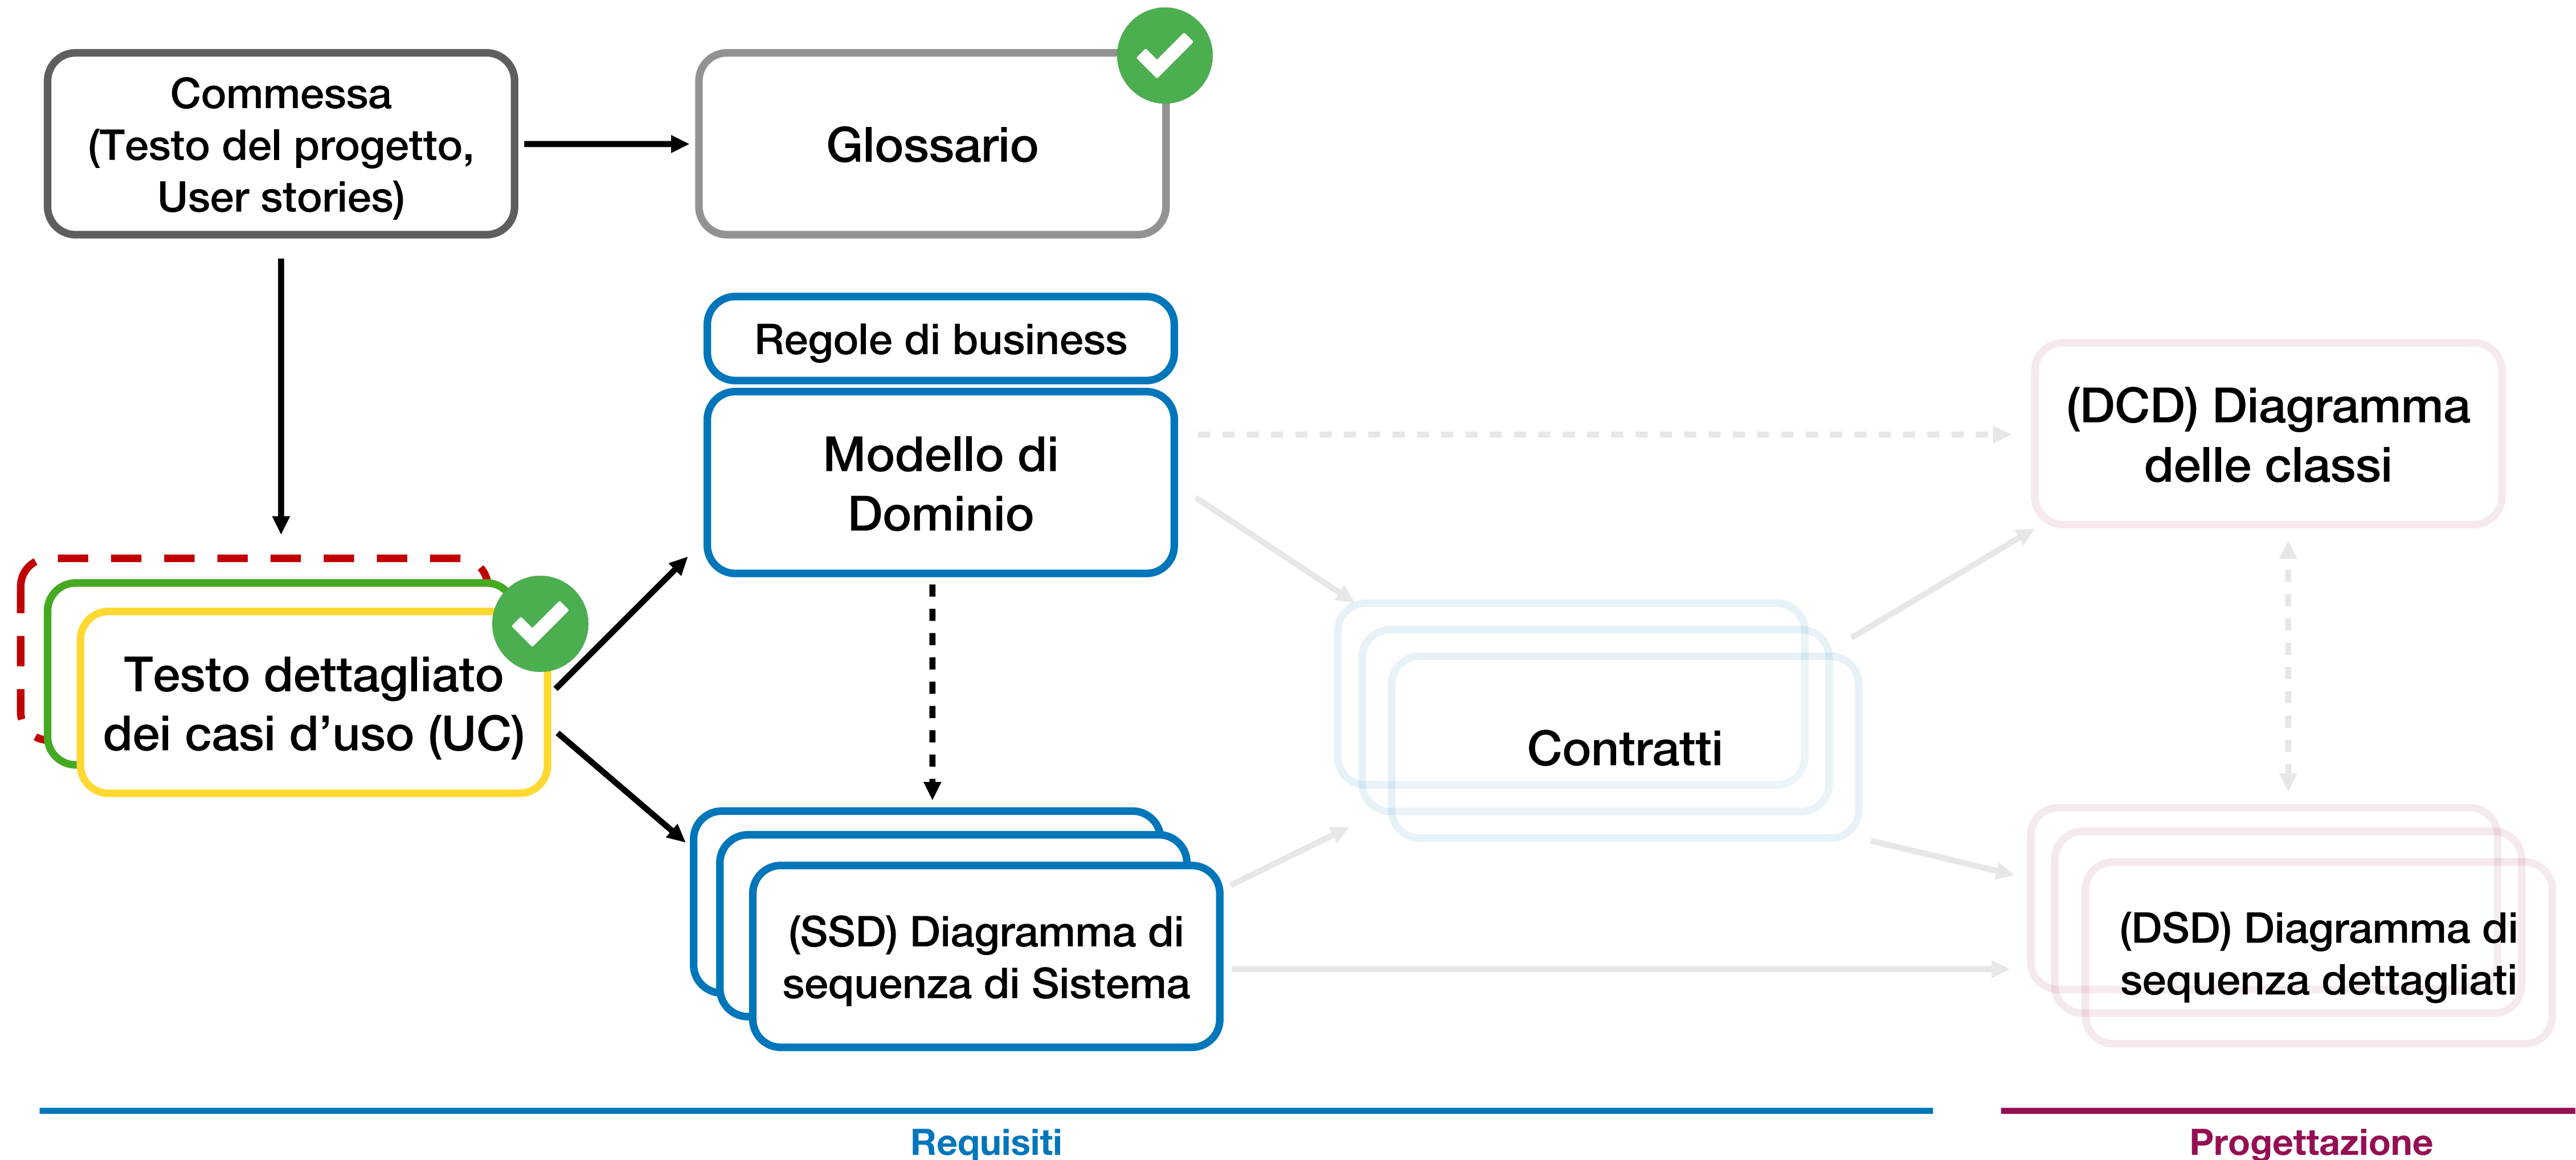 Commessa
(Testo del progetto,
User stories)
Glossario
Regole di business
Modello di
Dominio
(DCD) Diagramma
delle classi
Testo dettagliato
dei casi d’uso (UC)
Contratti
(SSD) Diagramma di
sequenza di Sistema
(DSD) Diagramma di
sequenza dettagliati
Requisiti
Progettazione